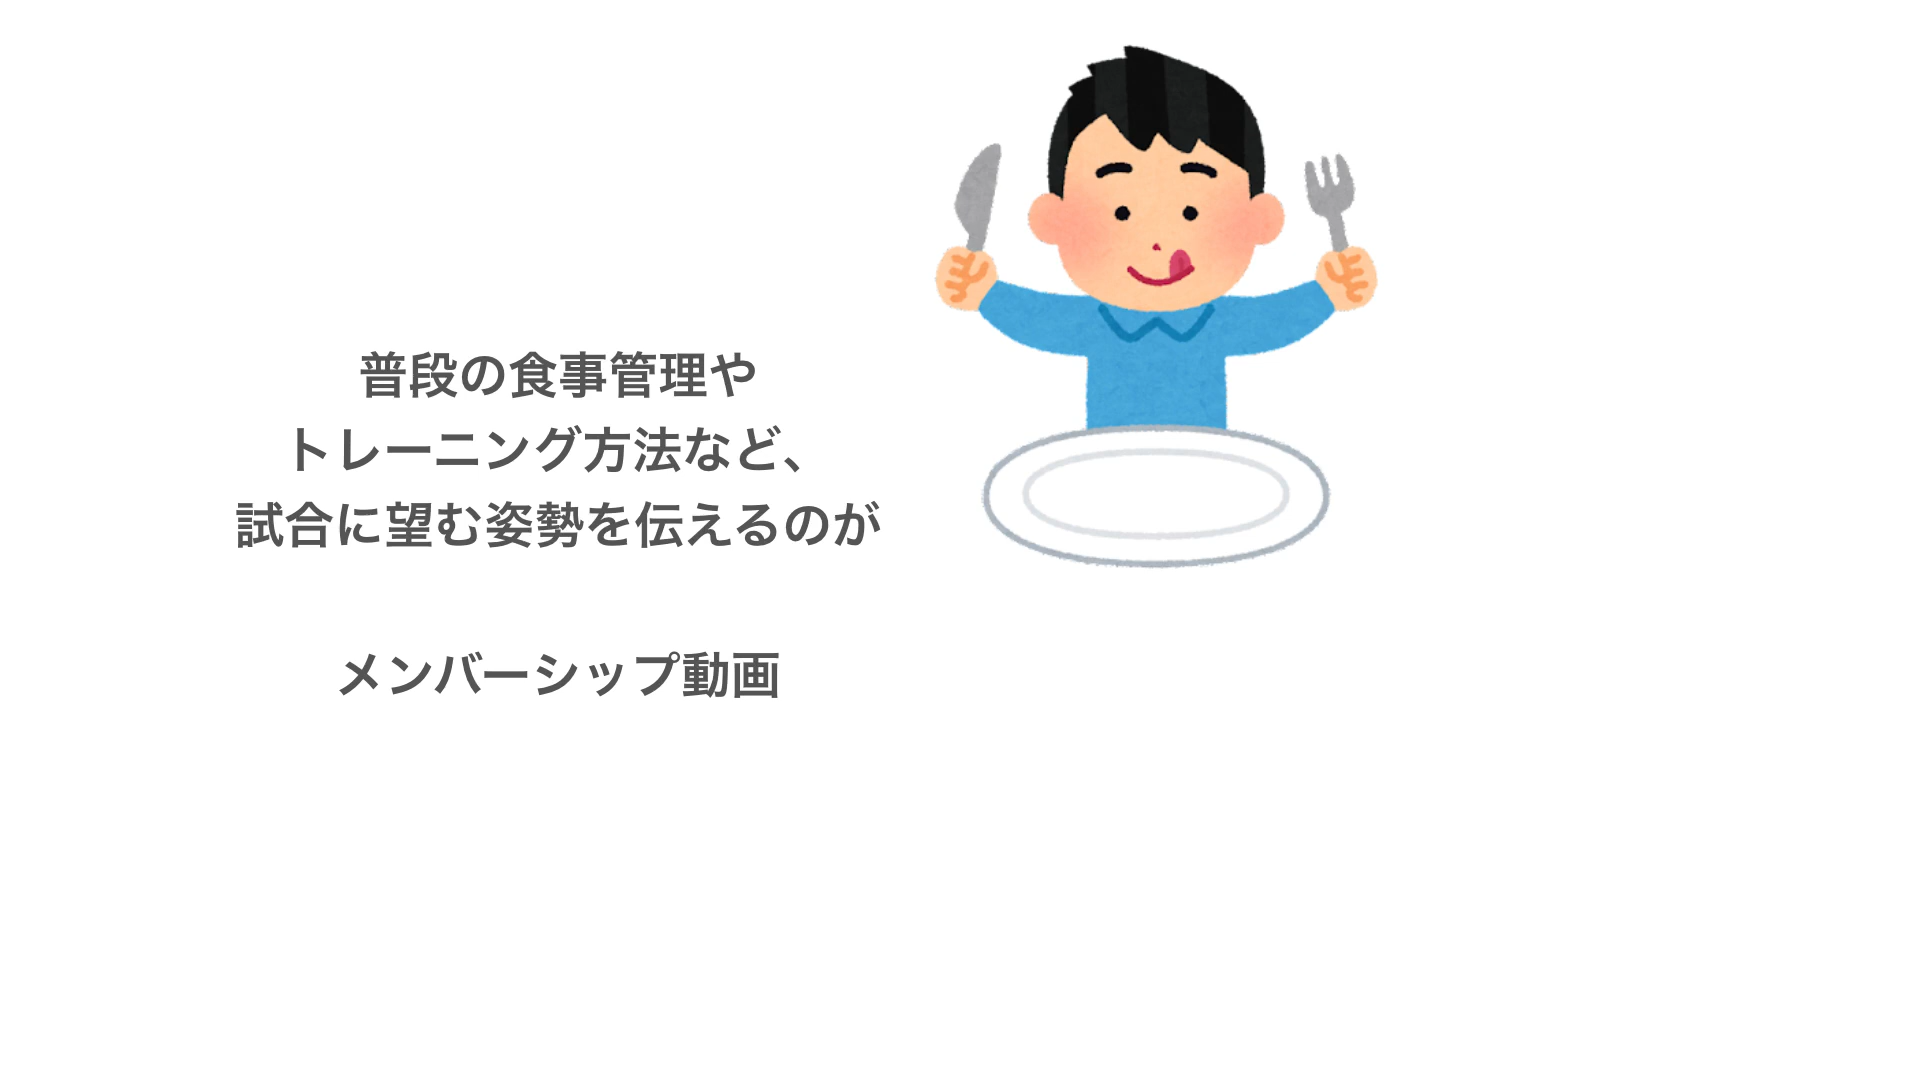 普段の食事管理や
トレーニング方法など、
試合に望む姿勢を伝えるのが
メンバーシップ動画